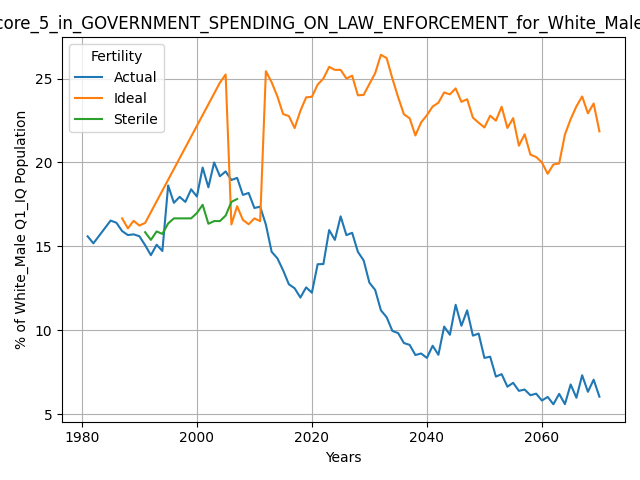 core_5_in_GOVERNMENT_SPENDING_ON_LAW_ENFORCEMENT_for_White_Male
Fertility
Actual
Ideal
Sterile
% of White_Male Q1_IQ Population
25
20
15
10
5
1980
2000
2020
2040
2060
Years